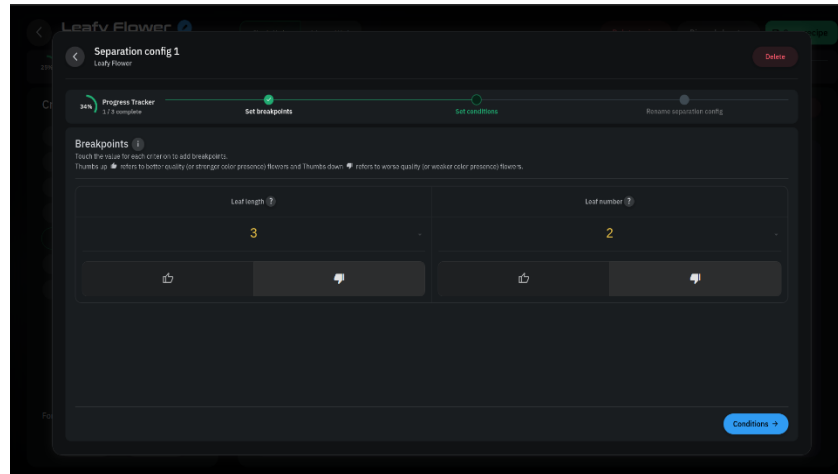 Leafy Flower
Separation config 1
Leafy Flower
Delete
34%
Progress Tracker
1 / 3 complete
Set breakpoints
Set conditions
Rename separation config
Breakpoints
Touch the value for each criterion to add breakpoints.
Thumbs up 👍 refers to better quality (or stronger color presence) flowers and Thumbs down 👎 refers to worse quality (or weaker color presence) flowers.
Leaf length ?
Leaf number ?
3
-
2
-
Conditions →